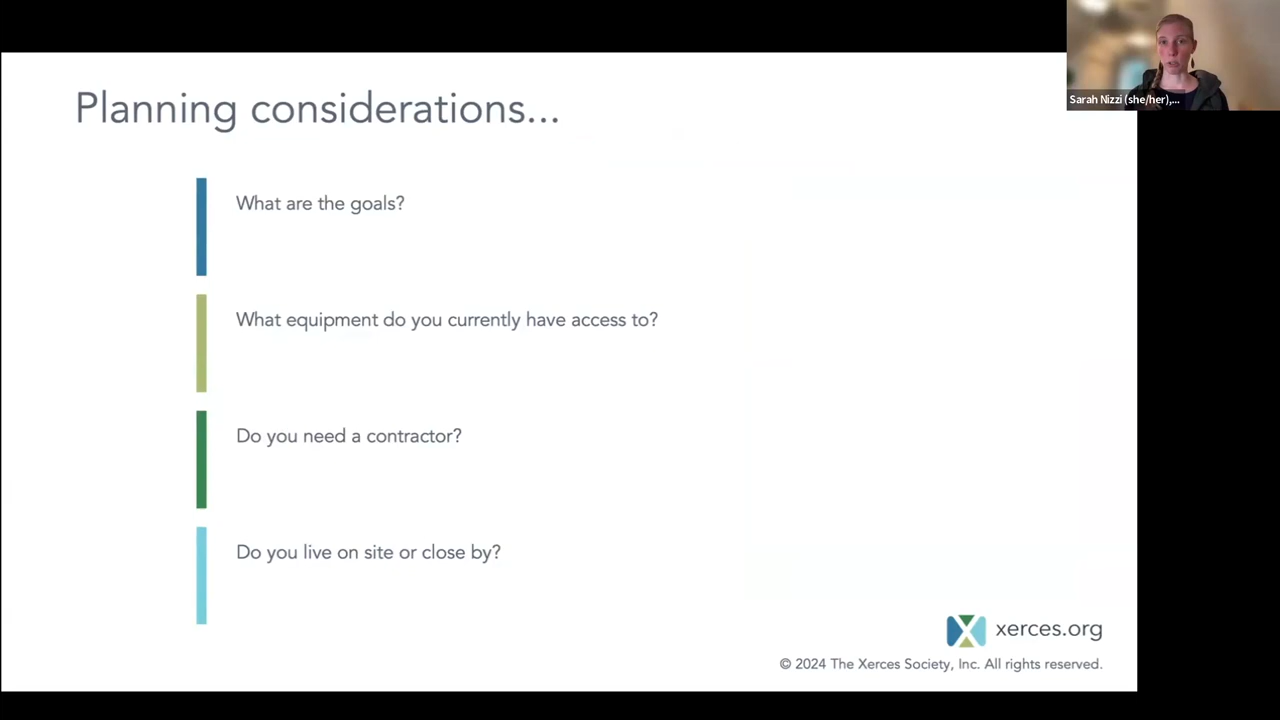 Sarah Nizzi (she/her),...
Planning considerations...
What are the goals?
What equipment do you currently have access to?
Do you need a contractor?
Do you live on site or close by?
xerces.org
© 2024 The Xerces Society, Inc. All rights reserved.